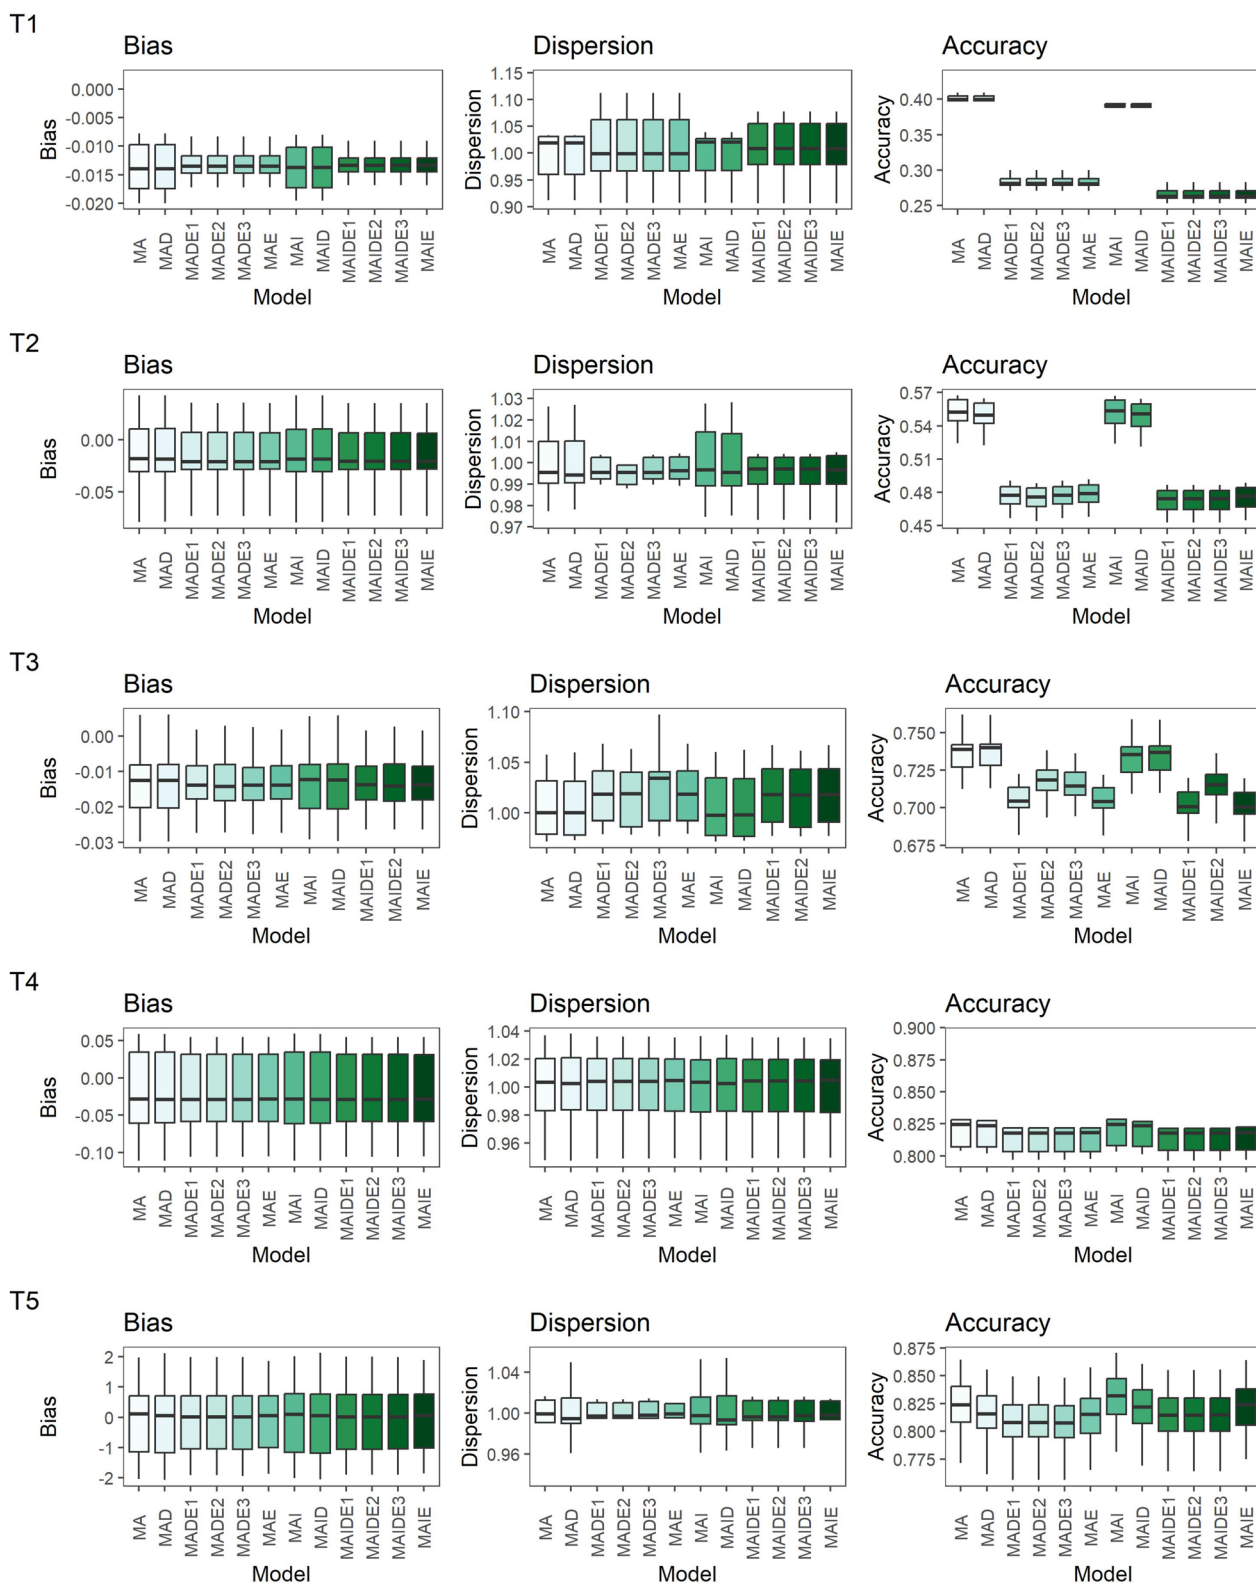 T1
Bias Dispersion Accuracy
Bias
0.000
-0.005
-0.010
-0.015
-0.020
MA MAD MADE1 MADE2 MADE3 MAE MAI MAID MAIDE1 MAIDE2 MAIDE3 MAIE
Model
Dispersion
1.15
1.10
1.05
1.00
0.95
0.90
MA MAD MADE1 MADE2 MADE3 MAE MAI MAID MAIDE1 MAIDE2 MAIDE3 MAIE
Model
Accuracy
0.40
0.35
0.30
0.25
MA MAD MADE1 MADE2 MADE3 MAE MAI MAID MAIDE1 MAIDE2 MAIDE3 MAIE
Model
T2
Bias Dispersion Accuracy
Bias
0.00
-0.05
MA MAD MADE1 MADE2 MADE3 MAE MAI MAID MAIDE1 MAIDE2 MAIDE3 MAIE
Model
Dispersion
1.03
1.02
1.01
1.00
0.99
0.98
0.97
MA MAD MADE1 MADE2 MADE3 MAE MAI MAID MAIDE1 MAIDE2 MAIDE3 MAIE
Model
Accuracy
0.57
0.54
0.51
0.48
0.45
MA MAD MADE1 MADE2 MADE3 MAE MAI MAID MAIDE1 MAIDE2 MAIDE3 MAIE
Model
T3
Bias Dispersion Accuracy
Bias
0.00
-0.01
-0.02
-0.03
MA MAD MADE1 MADE2 MADE3 MAE MAI MAID MAIDE1 MAIDE2 MAIE
Model
Dispersion
1.10
1.05
1.00
MA MAD MADE1 MADE2 MADE3 MAE MAI MAID MAIDE1 MAIDE2 MAIE
Model
Accuracy
0.750
0.725
0.700
0.675
MA MAD MADE1 MADE2 MADE3 MAE MAI MAID MAIDE1 MAIDE2 MAIE
Model
T4
Bias Dispersion Accuracy
Bias
0.05
0.00
-0.05
-0.10
MA MAD MADE1 MADE2 MADE3 MAE MAI MAID MAIDE1 MAIDE2 MAIDE3 MAIE
Model
Dispersion
1.04
1.02
1.00
0.98
0.96
MA MAD MADE1 MADE2 MADE3 MAE MAI MAID MAIDE1 MAIDE2 MAIDE3 MAIE
Model
Accuracy
0.900
0.875
0.850
0.825
0.800
MA MAD MADE1 MADE2 MADE3 MAE MAI MAID MAIDE1 MAIDE2 MAIDE3 MAIE
Model
T5
Bias Dispersion Accuracy
Bias
2
1
0
-1
-2
MA MAD MADE1 MADE2 MADE3 MAE MAI MAID MAIDE1 MAIDE2 MAIDE3 MAIE
Model
Dispersion
1.04
1.00
0.96
MA MAD MADE1 MADE2 MADE3 MAE MAI MAID MAIDE1 MAIDE2 MAIDE3 MAIE
Model
Accuracy
0.875
0.850
0.825
0.800
0.775
MA MAD MADE1 MADE2 MADE3 MAE MAI MAID MAIDE1 MAIDE2 MAIDE3 MAIE
Model